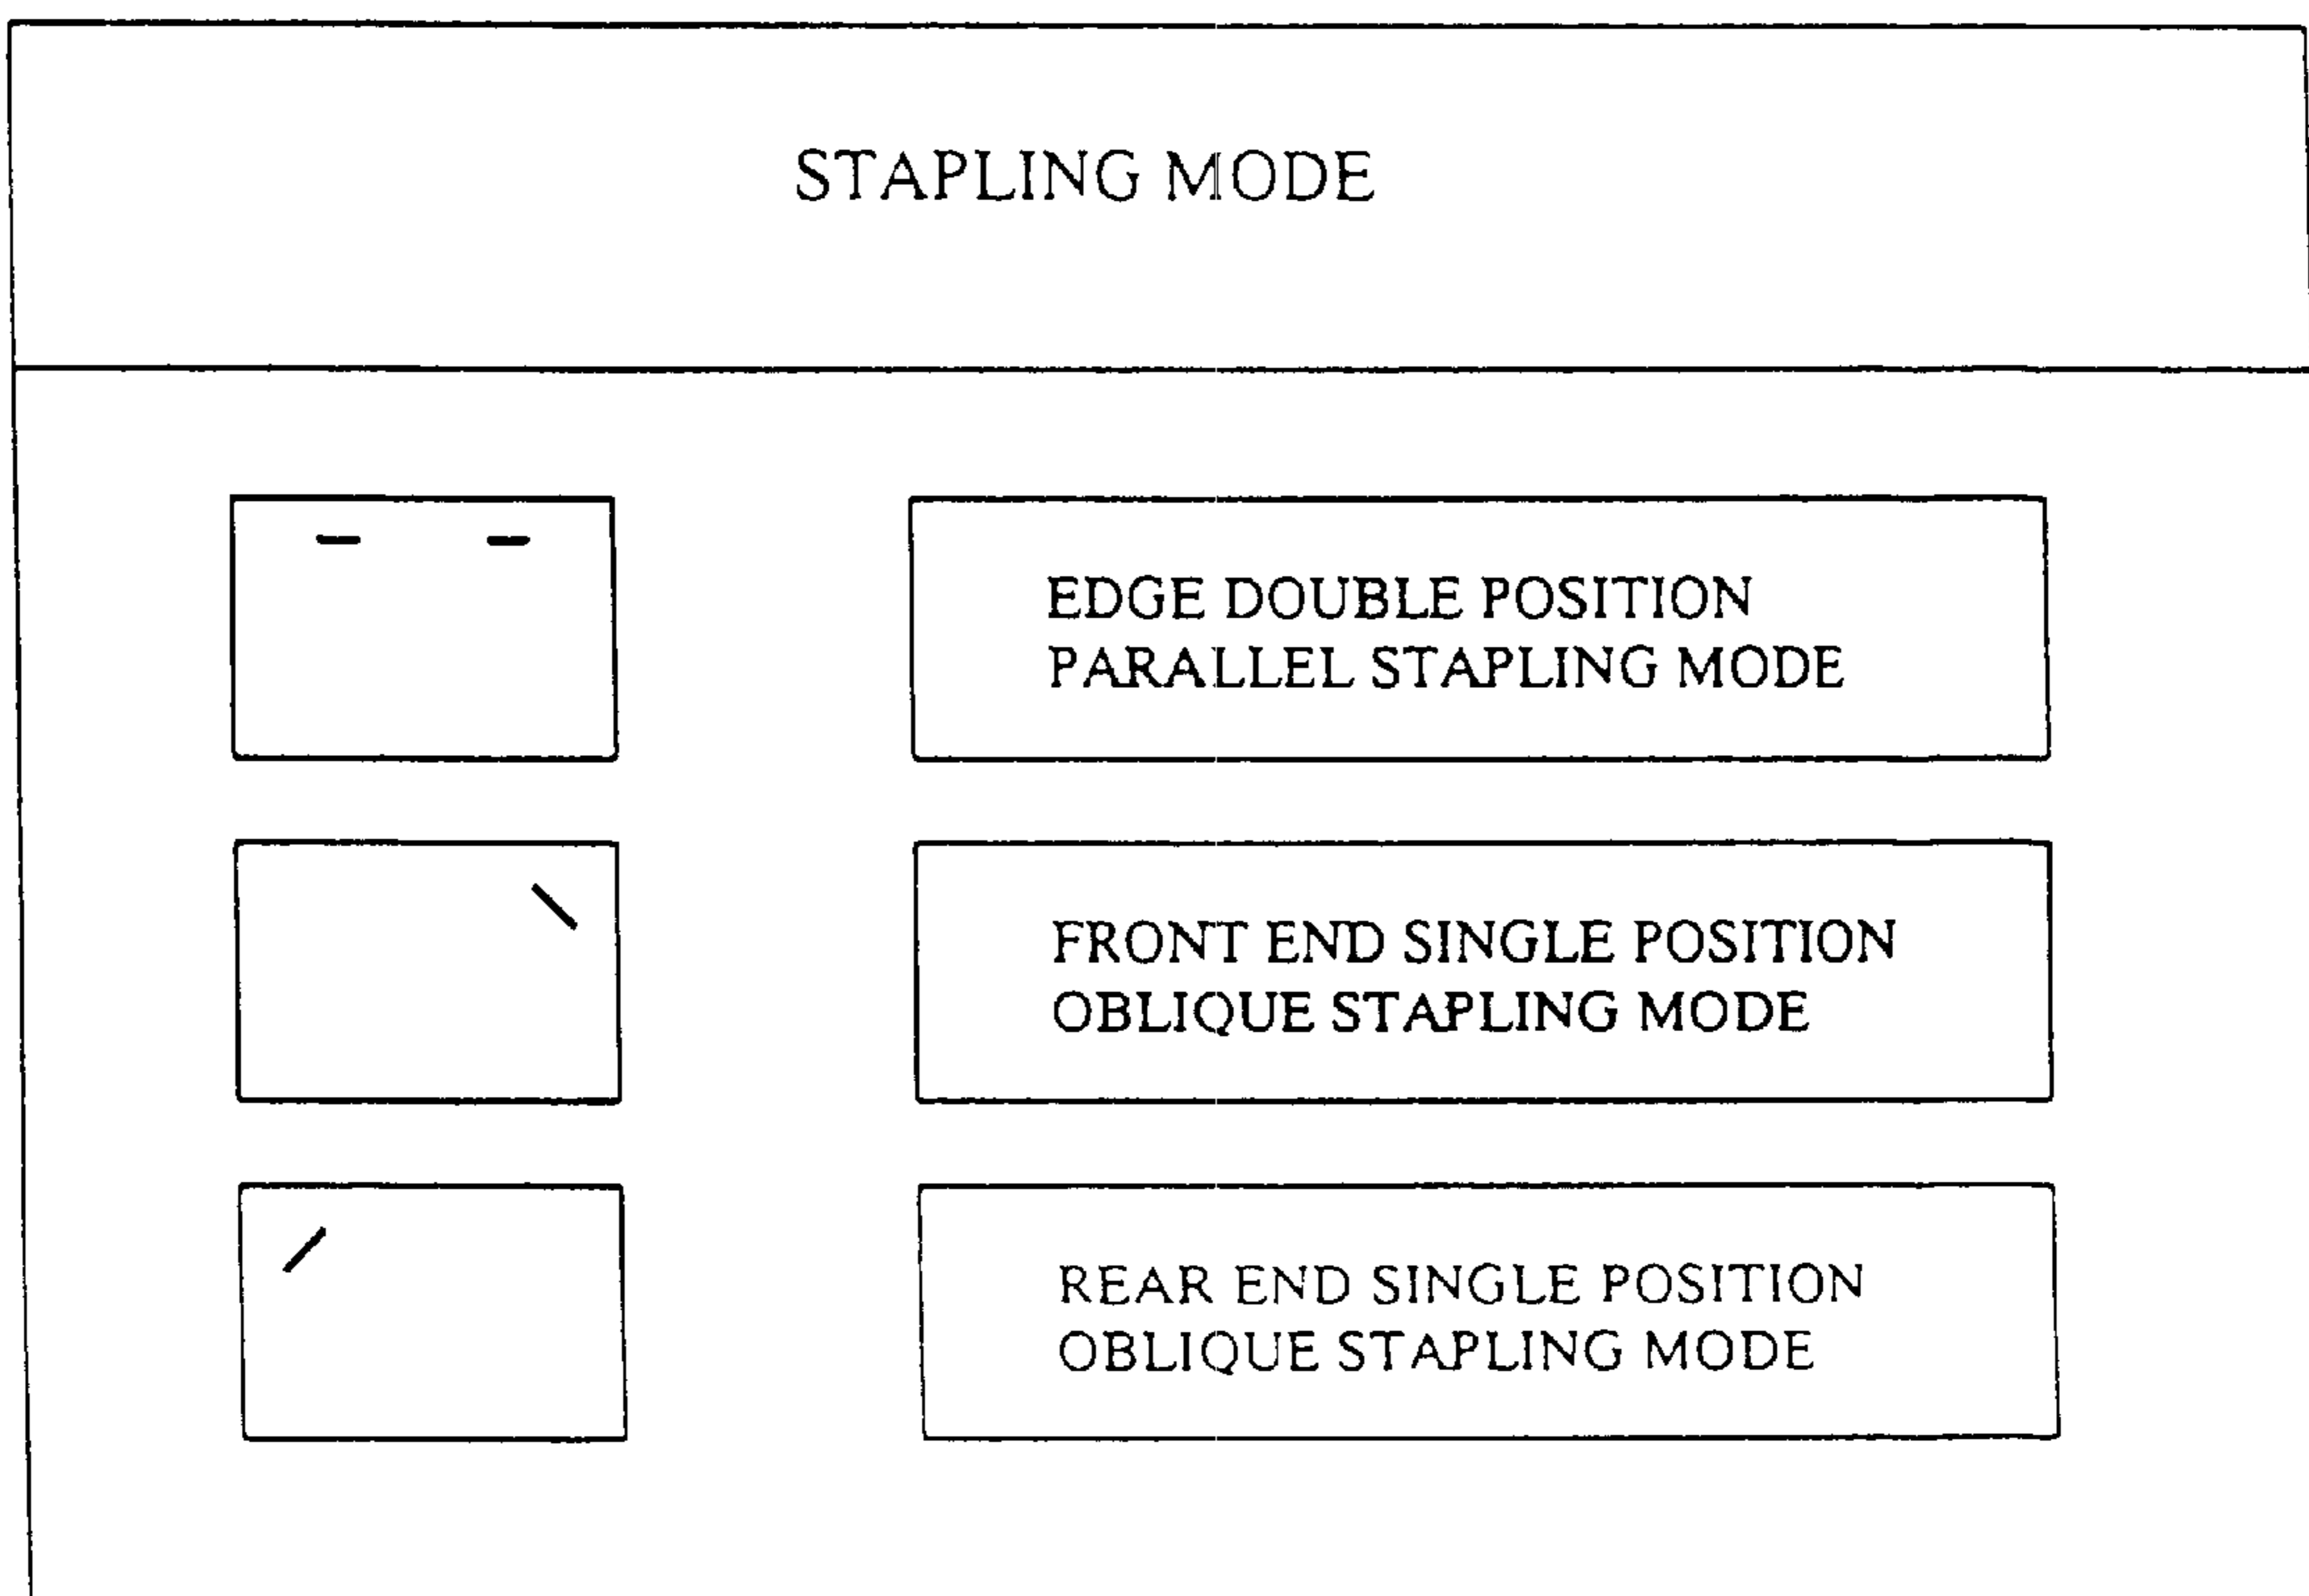 STAPLING MODE
EDGE DOUBLE POSITION
PARALLEL STAPLING MODE
FRONT END SINGLE POSITION
OBLIQUE STAPLING MODE
REAR END SINGLE POSITION
OBLIQUE STAPLING MODE